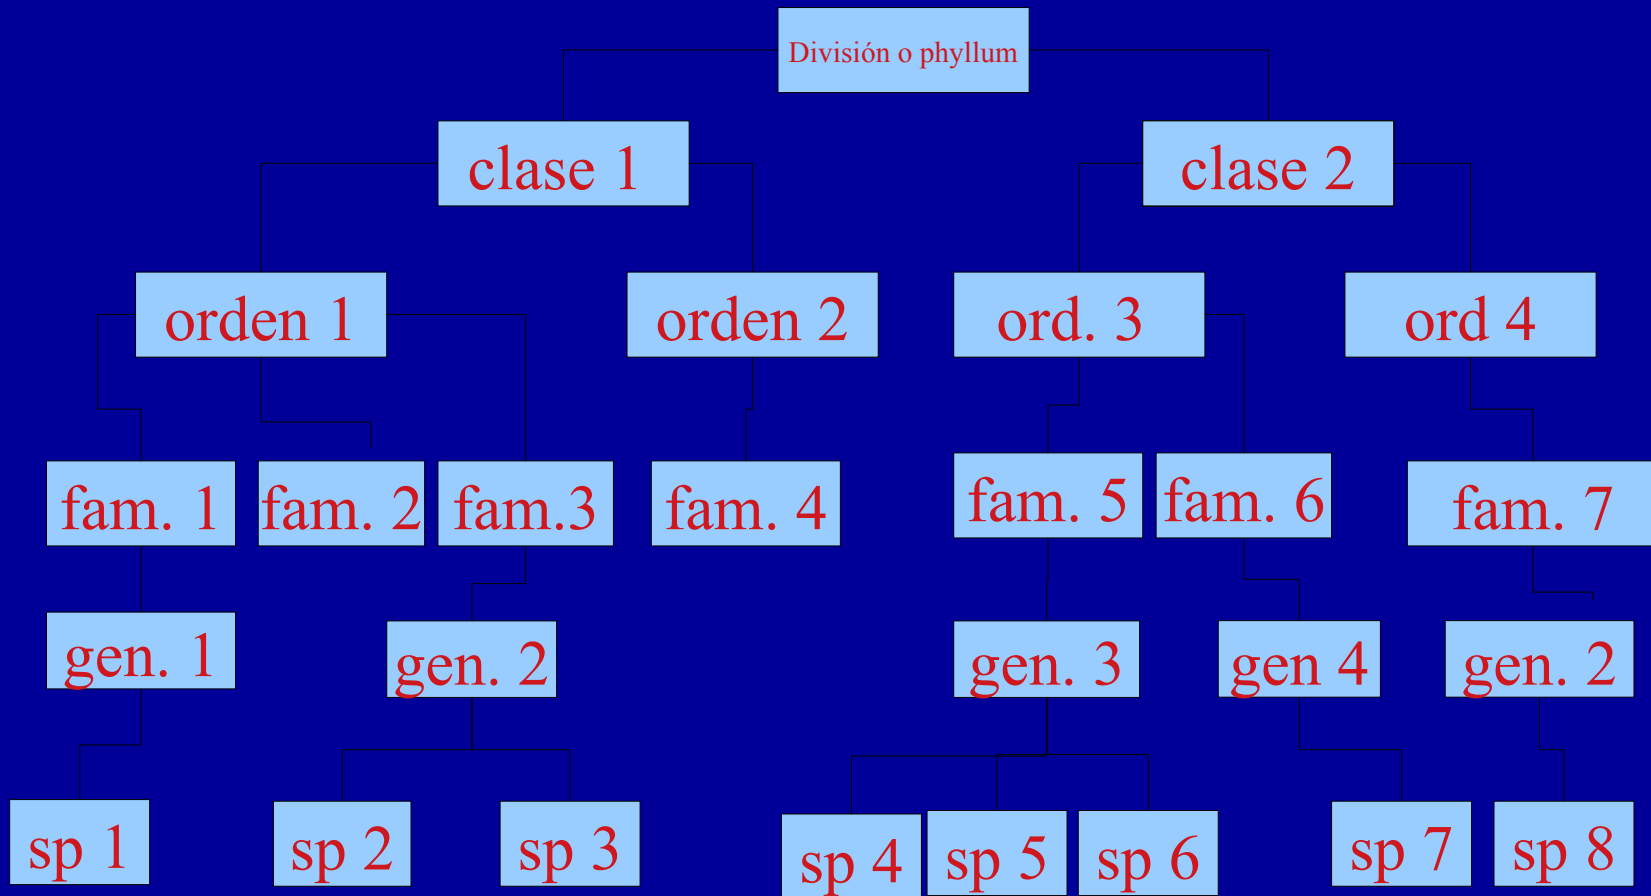 División o phyllum
clase 1
clase 2
orden 1
orden 2
ord. 3
ord 4
fam. 1
fam. 2
fam.3
fam. 4
fam. 5
fam. 6
fam. 7
gen. 1
gen. 2
gen. 3
gen 4
gen. 2
sp 1
sp 2
sp 3
sp 4
sp 5
sp 6
sp 7
sp 8